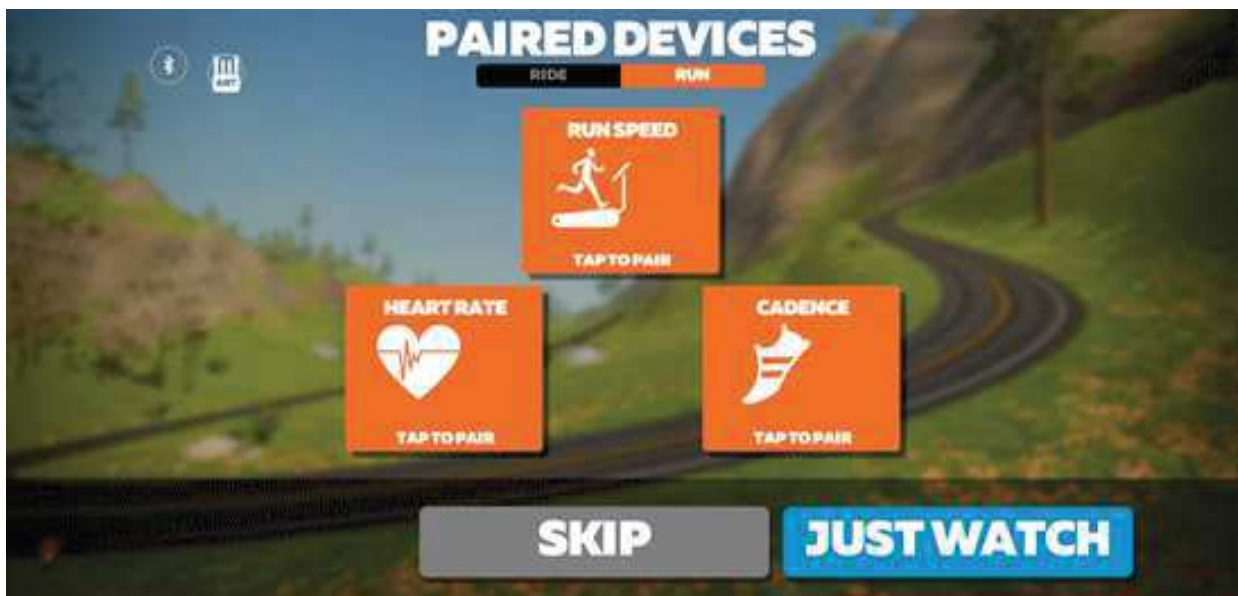 PAIRED DEVICES
RIDE RUN
ANT
RUN SPEED
TAP TO PAIR
HEART RATE
TAP TO PAIR
CADENCE
TAP TO PAIR
SKIP
JUST WATCH